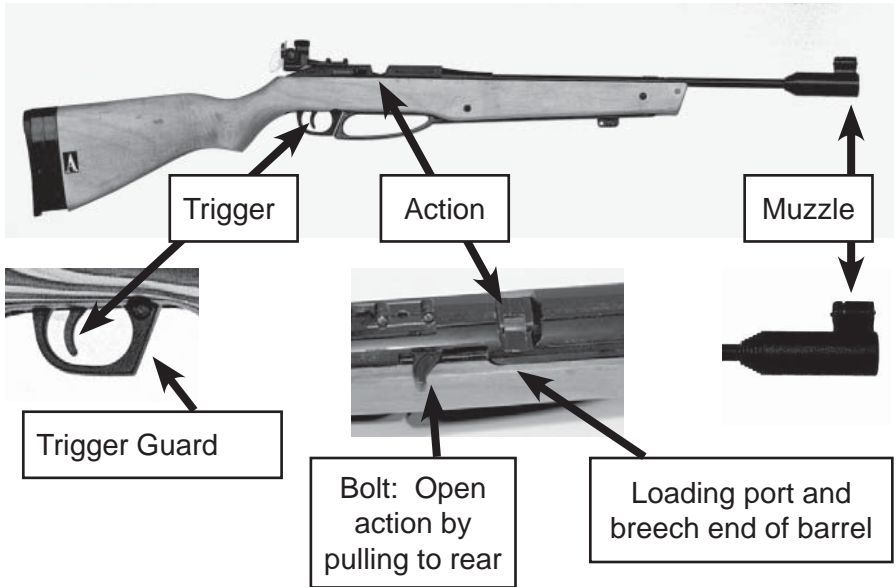 A
Trigger
Action
Muzzle
Trigger Guard
Bolt: Open
action by
pulling to rear
Loading port and
breech end of barrel